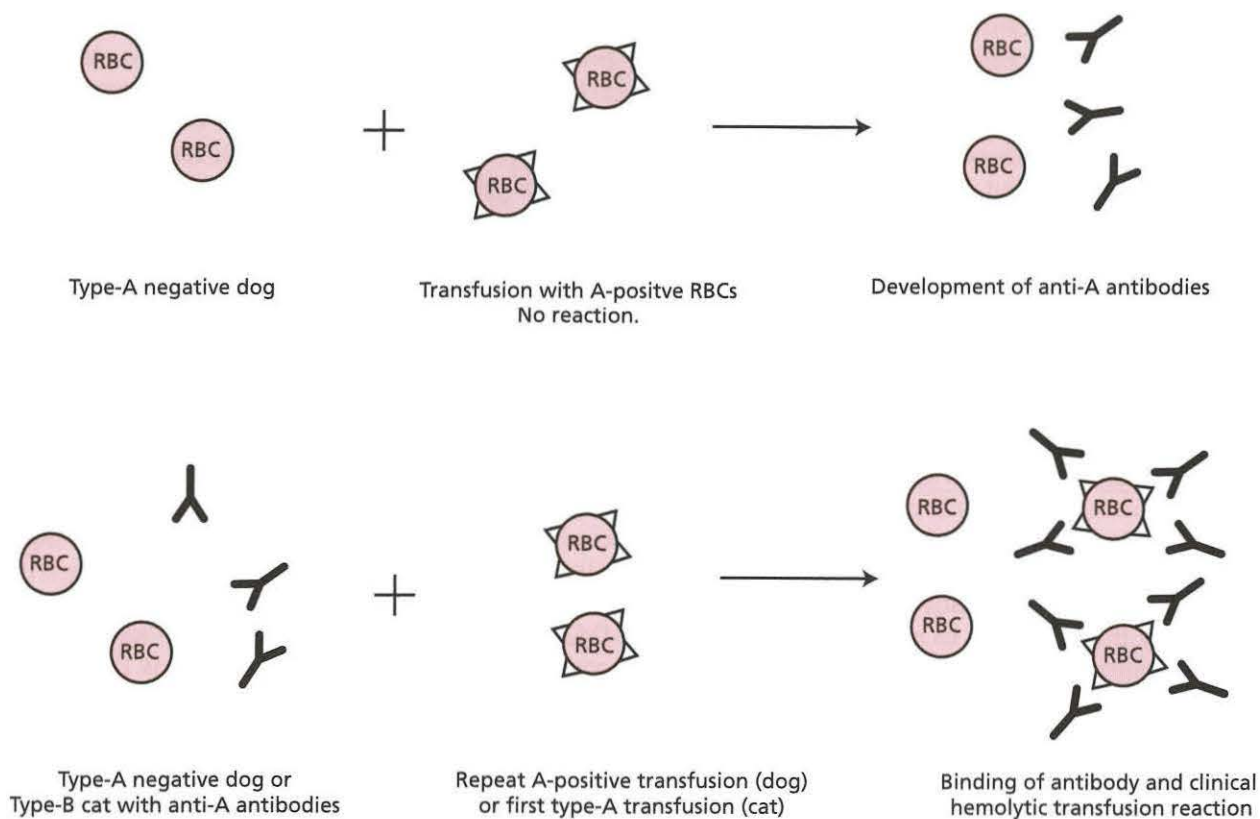 RBC
RBC
RBC
RBC
RBC
RBC
Type-A negative dog
Transfusion with A-positve RBCs
No reaction.
Development of anti-A antibodies
RBC
RBC
RBC
RBC
RBC
RBC
RBC
RBC
Type-A negative dog or
Type-B cat with anti-A antibodies
Repeat A-positive transfusion (dog)
or first type-A transfusion (cat)
Binding of antibody and clinical
hemolytic transfusion reaction